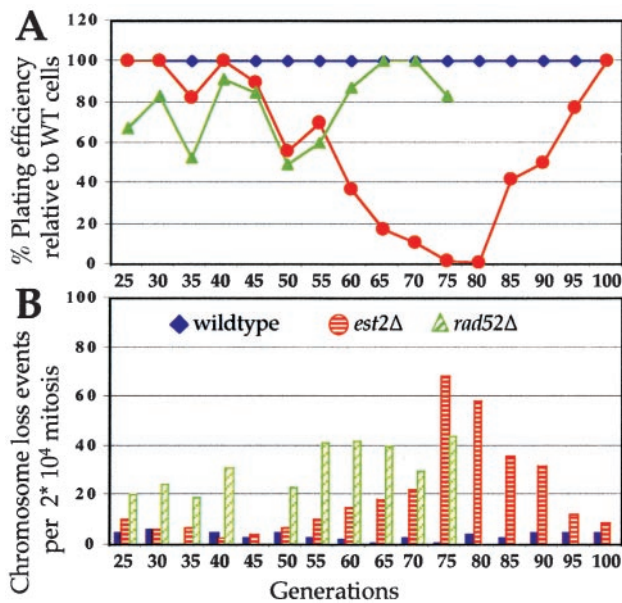 A
% Plating efficiency
relative to WT cells
120
100
80
60
40
20
0
25 30 35 40 45 50 55 60 65 70 75 80 85 90 95 100
B
Chromosome loss events
per 2* 10⁴ mitosis
100
80
60
40
20
0
wildtype est2Δ rad52Δ
25 30 35 40 45 50 55 60 65 70 75 80 85 90 95 100
Generations